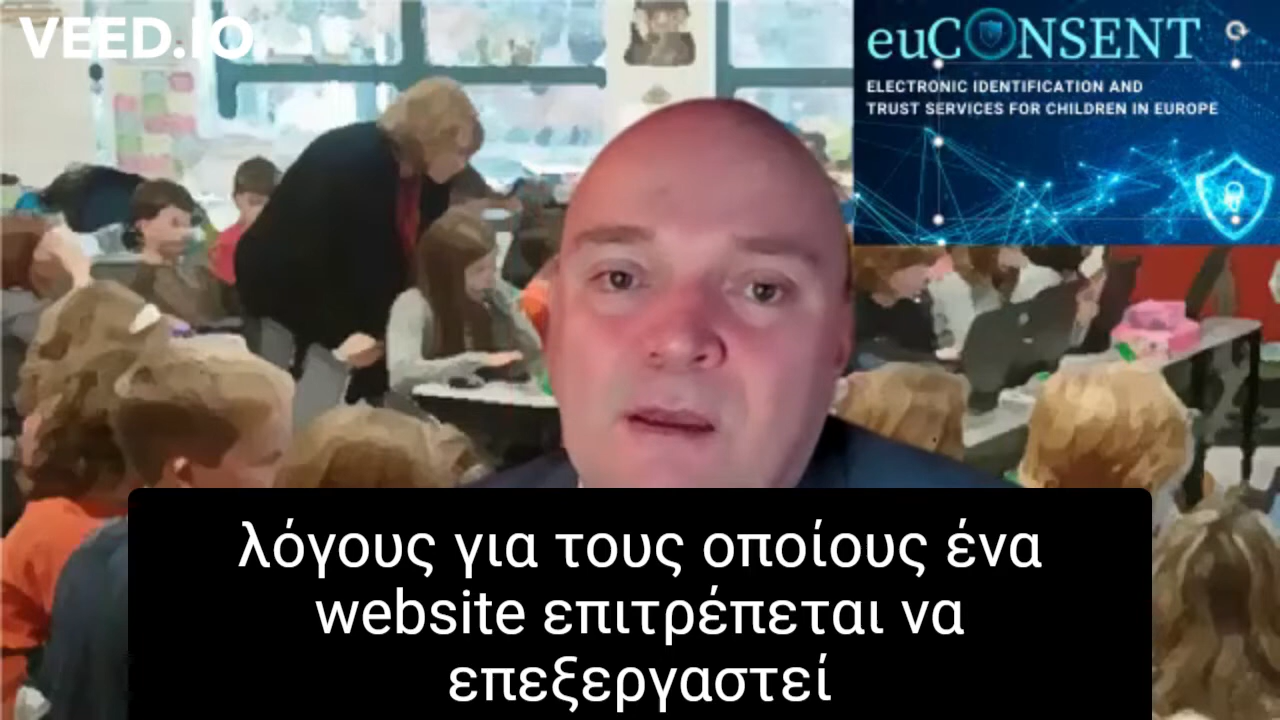 VEED.IO
euCONSENT
ELECTRONIC IDENTIFICATION AND
TRUST SERVICES FOR CHILDREN IN EUROPE
λόγους για τους οποίους ένα
website επιτρέπεται να
επεξεργαστεί